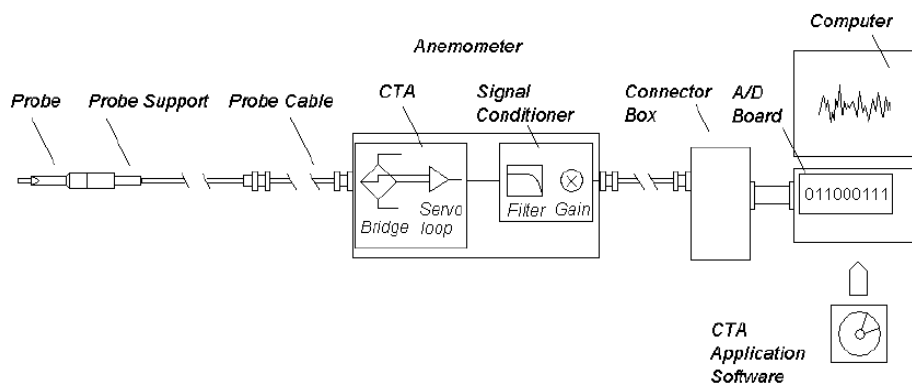 Computer
Anemometer
Probe
Probe Support
Probe Cable
CTA
Signal
Conditioner
Connector
Box
A/D
Board
011000111
Bridge
Servo
loop
Filter
Gain
CTA
Application
Software